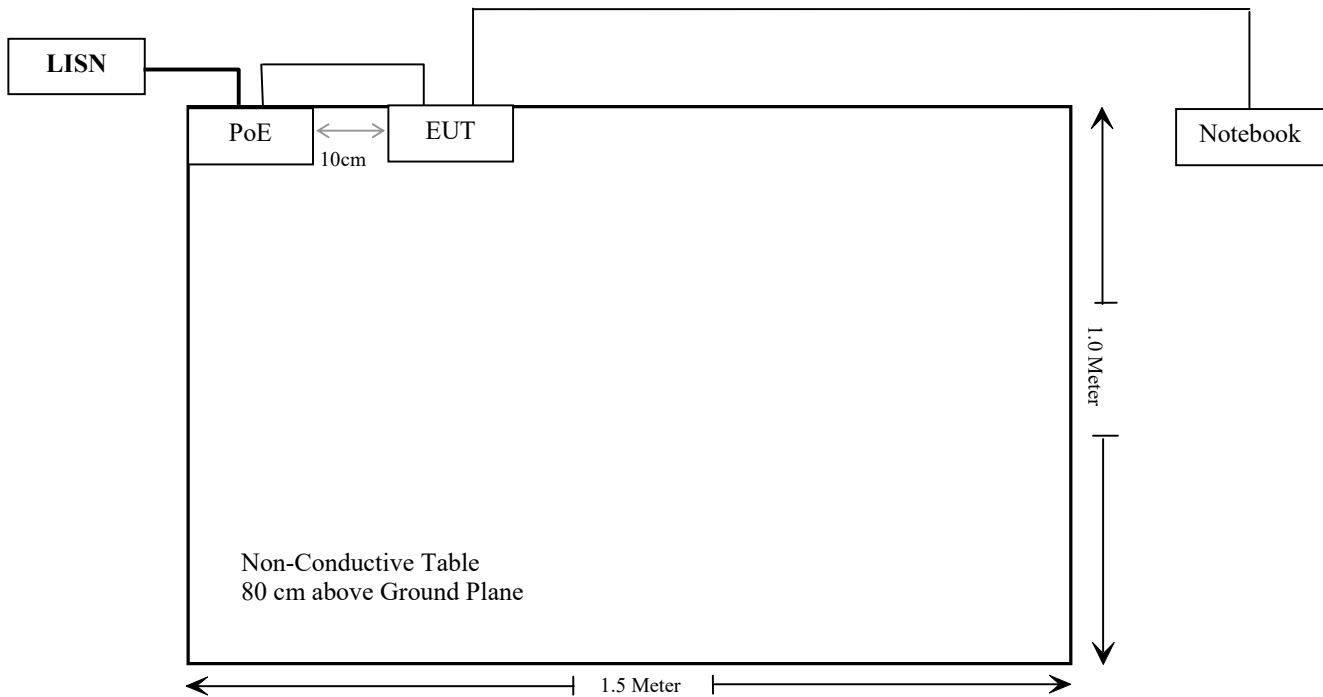 LISN
PoE
10cm
EUT
Notebook
1.0 Meter
Non-Conductive Table
80 cm above Ground Plane
1.5 Meter